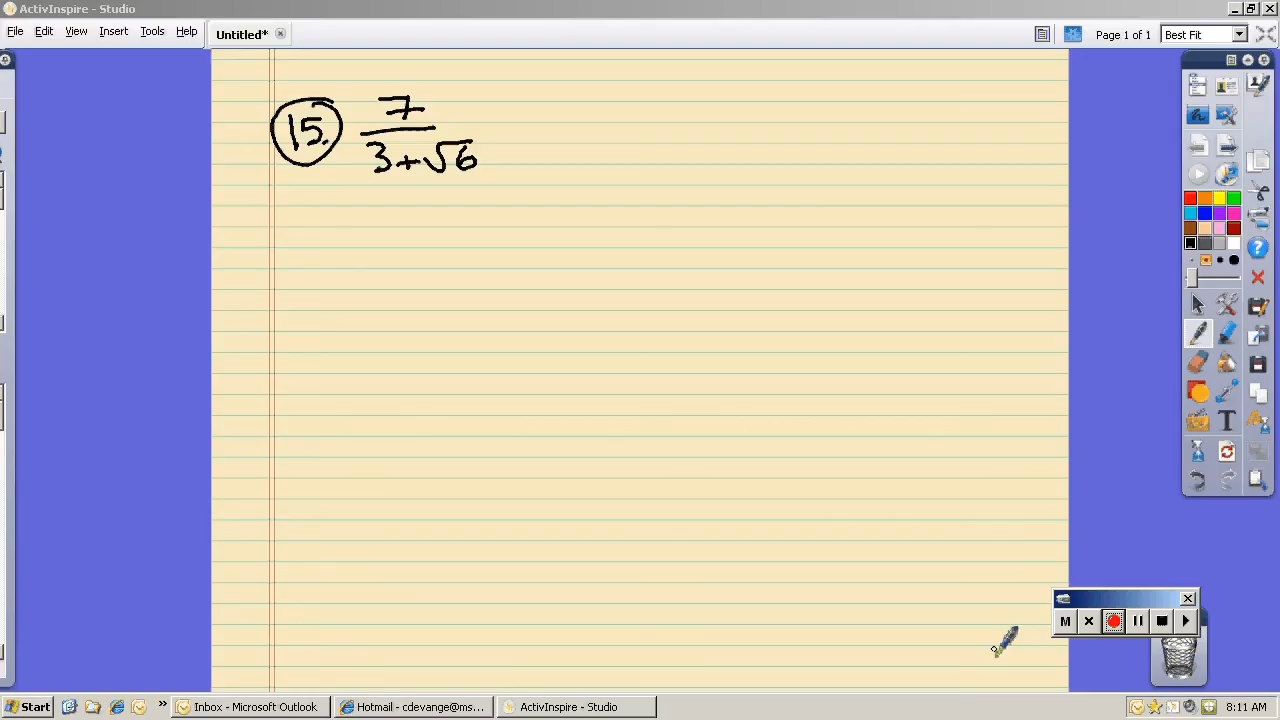 ActivInspire - Studio
File Edit View Insert Tools Help
Untitled*
Page 1 of 1
Best Fit
15. 7
3+√6
T
M
Start
»
Inbox - Microsoft Outlook
Hotmail - cdevange@ms...
ActivInspire - Studio
8:11 AM